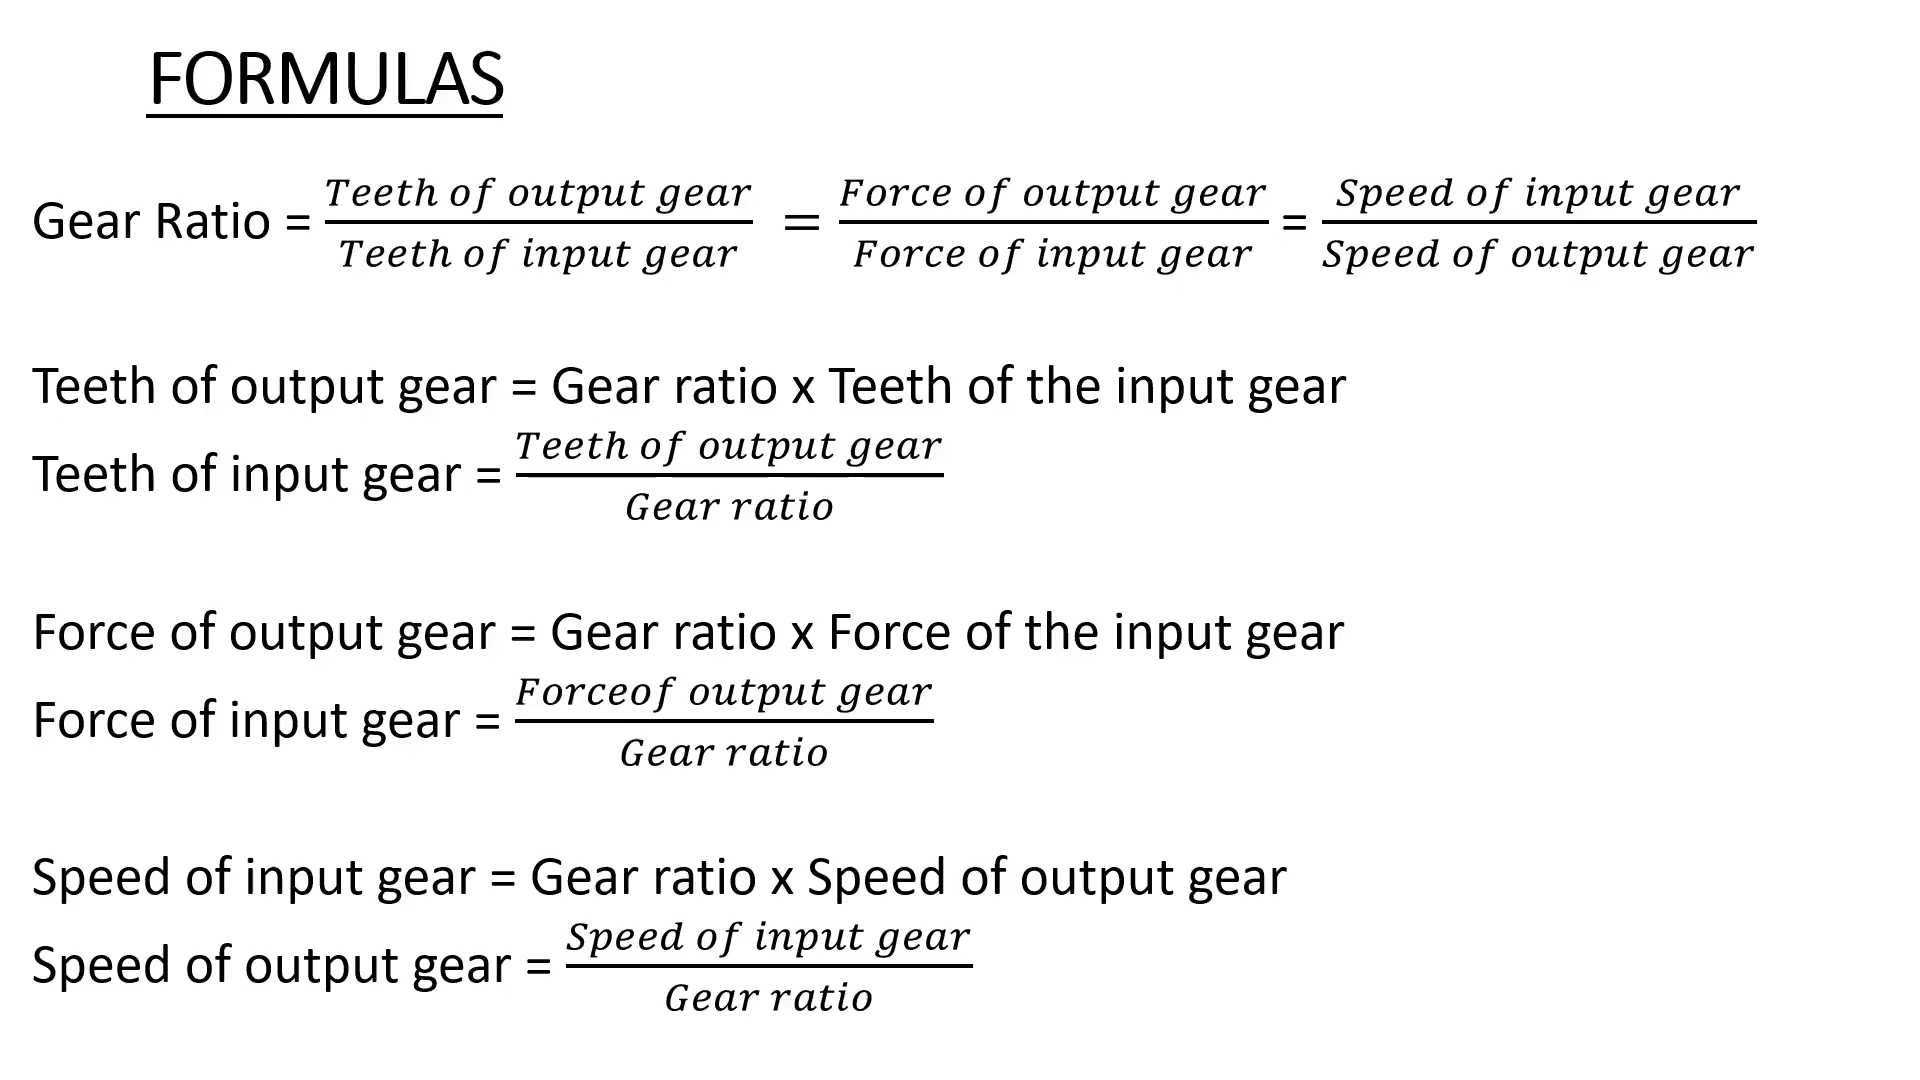 FORMULAS
Gear Ratio = Teeth of output gear / Teeth of input gear = Force of output gear / Force of input gear = Speed of input gear / Speed of output gear
Teeth of output gear = Gear ratio x Teeth of the input gear
Teeth of input gear = Teeth of output gear / Gear ratio
Force of output gear = Gear ratio x Force of the input gear
Force of input gear = Forceof output gear / Gear ratio
Speed of input gear = Gear ratio x Speed of output gear
Speed of output gear = Speed of input gear / Gear ratio